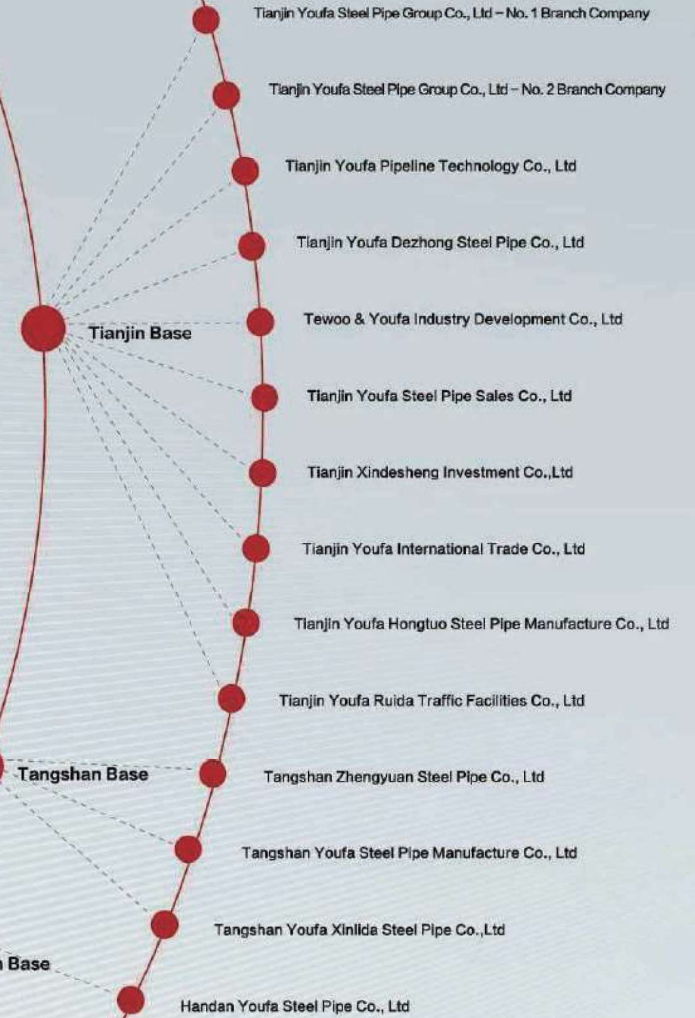 Tianjin Youfa Steel Pipe Group Co., Ltd – No. 1 Branch Company
Tianjin Youfa Steel Pipe Group Co., Ltd – No. 2 Branch Company
Tianjin Youfa Pipeline Technology Co., Ltd
Tianjin Youfa Dezhong Steel Pipe Co., Ltd
Tewoo & Youfa Industry Development Co., Ltd
Tianjin Base
Tianjin Youfa Steel Pipe Sales Co., Ltd
Tianjin Xindesheng Investment Co.,Ltd
Tianjin Youfa International Trade Co., Ltd
Tianjin Youfa Hongtuo Steel Pipe Manufacture Co., Ltd
Tianjin Youfa Ruida Traffic Facilities Co., Ltd
Tangshan Base
Tangshan Zhengyuan Steel Pipe Co., Ltd
Tangshan Youfa Steel Pipe Manufacture Co., Ltd
Tangshan Youfa Xinlida Steel Pipe Co.,Ltd
Base
Handan Youfa Steel Pipe Co., Ltd